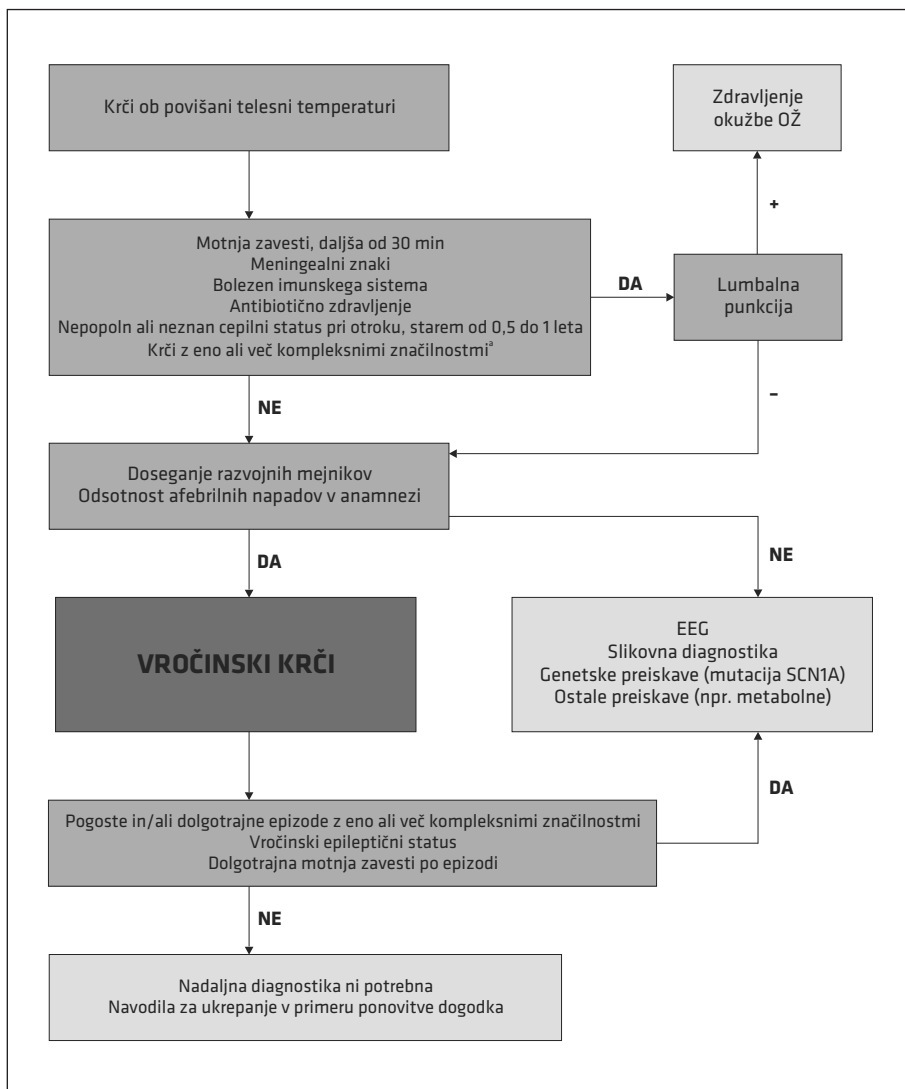 Krči ob povišani telesni temperaturi
Zdravljenje
okužbe OŽ
+
Motnja zavesti, daljša od 30 min
Meningealni znaki
Bolezen imunskega sistema
Antibiotično zdravljenje
Nepopoln ali neznan cepilni status pri otroku, starem od 0,5 do 1 leta
Krči z eno ali več kompleksnimi značilnostmiª
DA
Lumbalna
punkcija
NE
–
Doseganje razvojnih mejnikov
Odsotnost afebrilnih napadov v anamnezi
DA
NE
VROČINSKI KRČI
EEG
Slikovna diagnostika
Genetske preiskave (mutacija SCN1A)
Ostale preiskave (npr. metabolne)
DA
Pogoste in/ali dolgotrajne epizode z eno ali več kompleksnimi značilnostmi
Vročinski epileptični status
Dolgotrajna motnja zavesti po epizodi
NE
Nadaljna diagnostika ni potrebna
Navodila za ukrepanje v primeru ponovitve dogodka